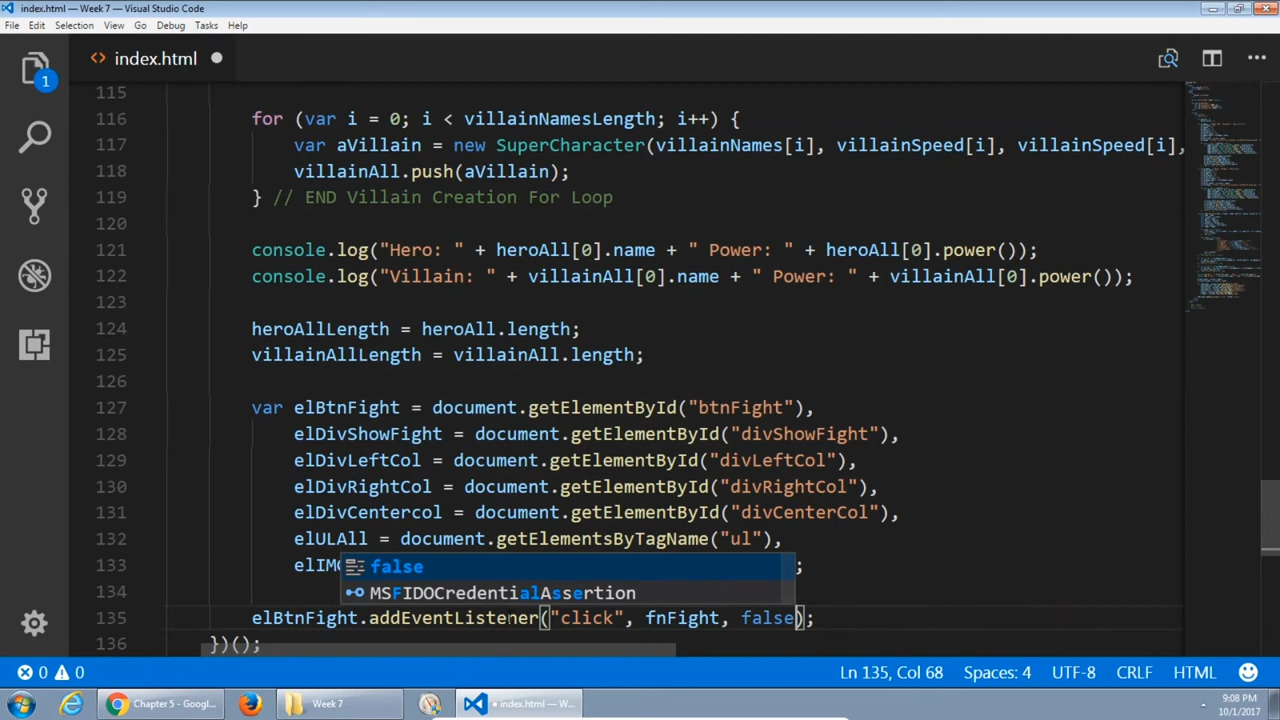 index.html — Week 7 — Visual Studio Code
File Edit Selection View Go Debug Tasks Help
1
<> index.html
115
116 for (var i = 0; i < villainNamesLength; i++) {
117 var aVillain = new SuperCharacter(villainNames[i], villainSpeed[i], villainSpeed[i],
118 villainAll.push(aVillain);
119 } // END Villain Creation For Loop
120
121 console.log("Hero: " + heroAll[0].name + " Power: " + heroAll[0].power());
122 console.log("Villain: " + villainAll[0].name + " Power: " + villainAll[0].power());
123
124 heroAllLength = heroAll.length;
125 villainAllLength = villainAll.length;
126
127 var elBtnFight = document.getElementById("btnFight"),
128 elDivShowFight = document.getElementById("divShowFight"),
129 elDivLeftCol = document.getElementById("divLeftCol"),
130 elDivRightCol = document.getElementById("divRightCol"),
131 elDivCentercol = document.getElementById("divCenterCol"),
132 elULAll = document.getElementsByTagName("ul"),
133 elIM ;
false
134
MSFIDOCredentialAssertion
135 elBtnFight.addEventListener("click", fnFight, false);
136 })();
0 0 Ln 135, Col 68 Spaces: 4 UTF-8 CRLF HTML
Chapter 5 - Googl... Week 7 • index.html — W...
9:08 PM
10/1/2017